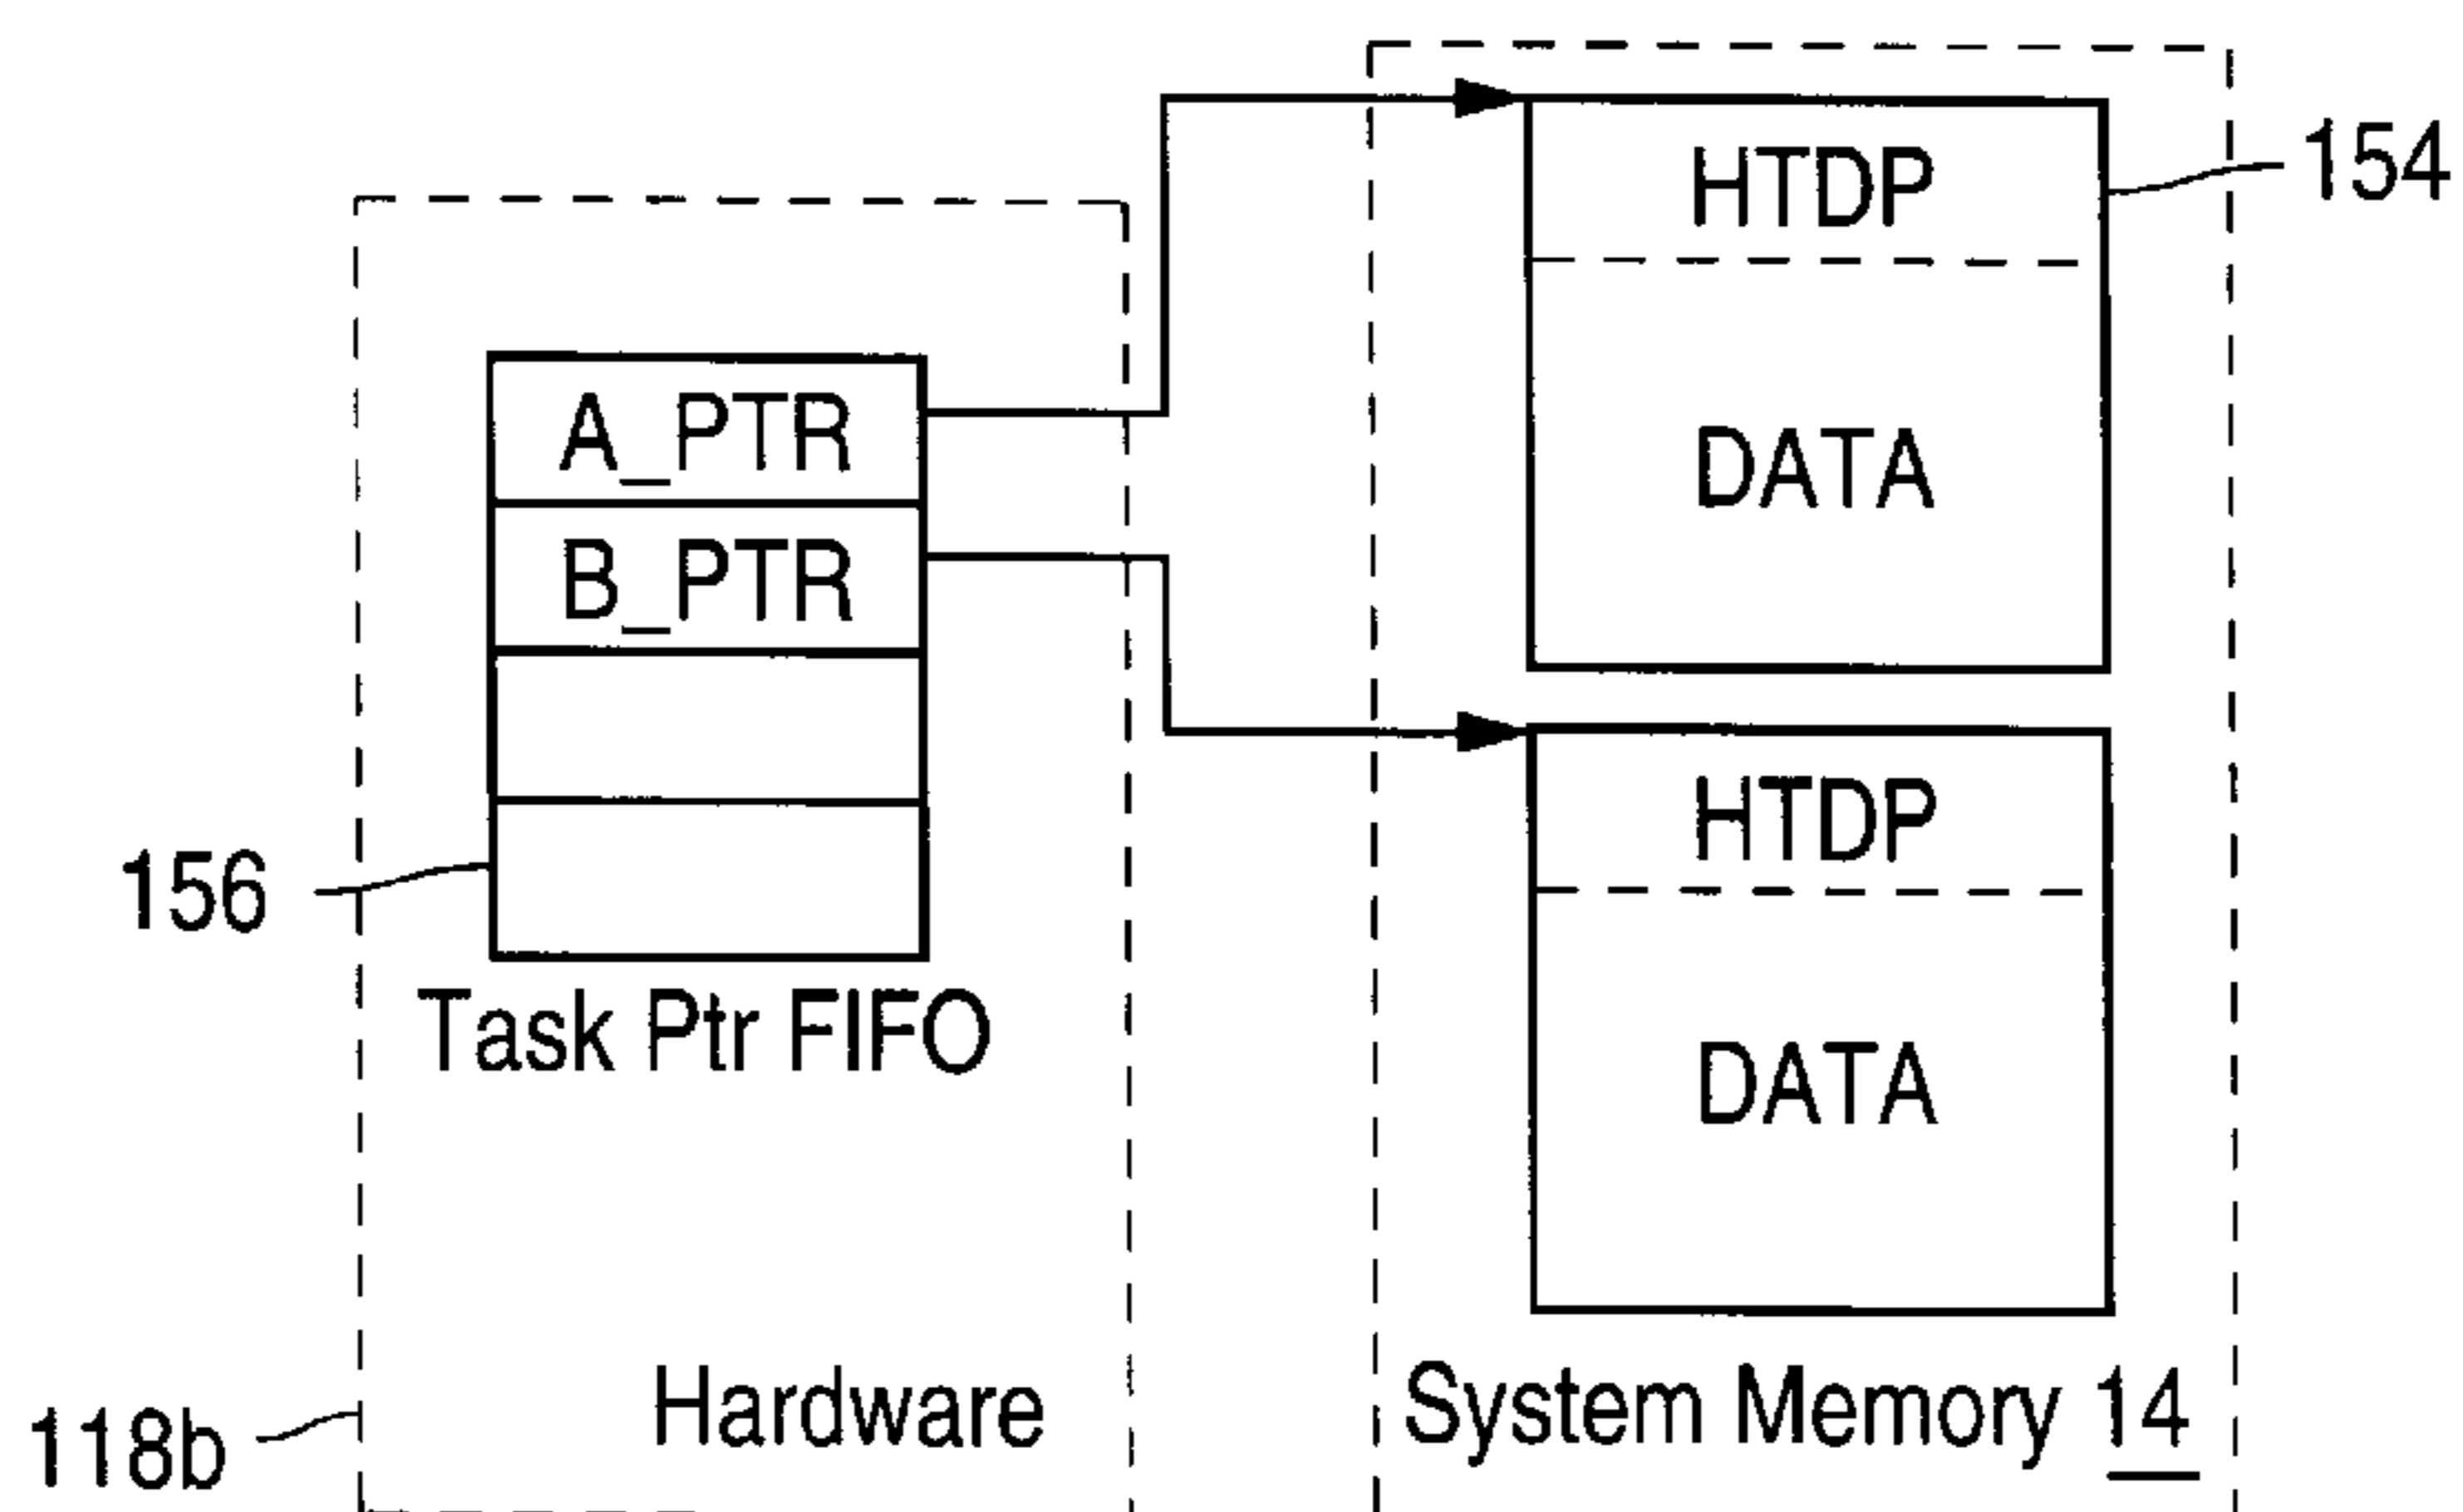 HTDP
154
DATA
A_PTR
B_PTR
156
Task Ptr FIFO
HTDP
DATA
Hardware
System Memory 14
118b